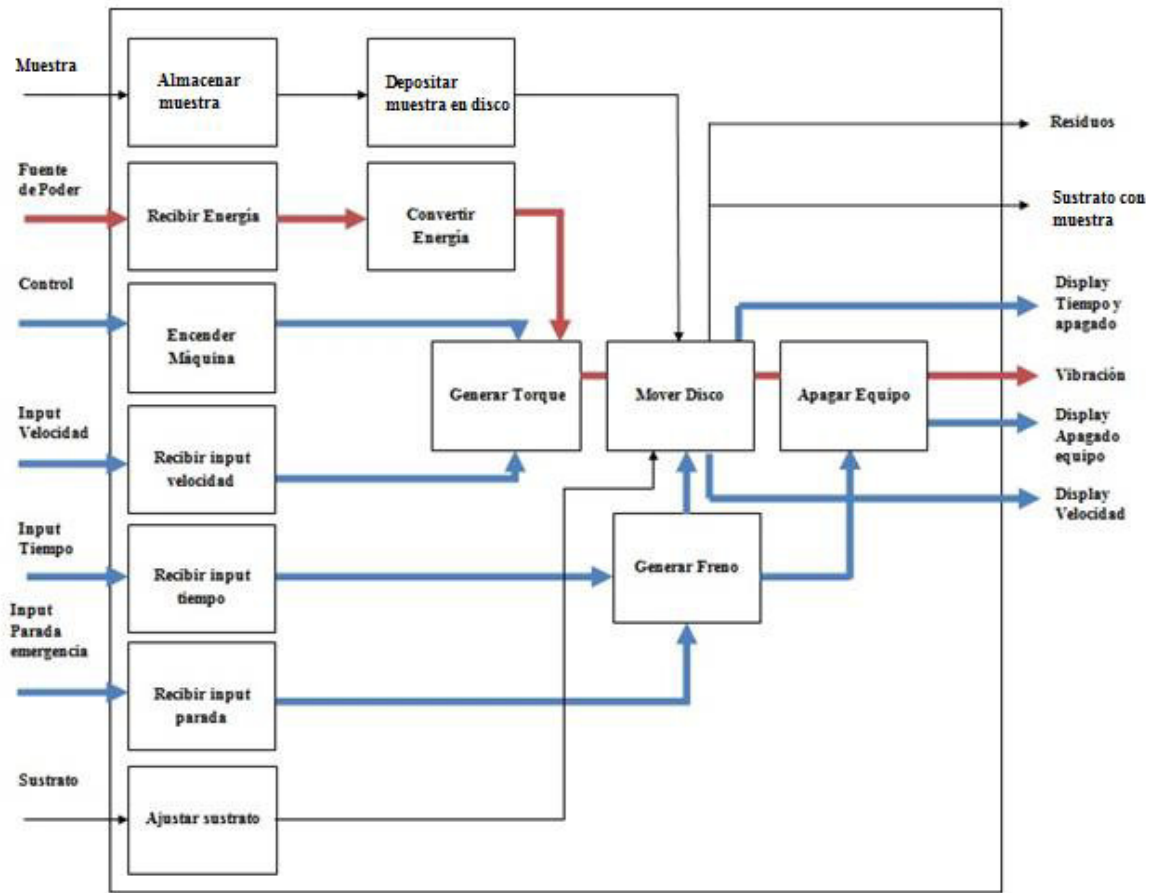 Muestra
Almacenar
muestra
Depositar
muestra en disco
Residuos
Fuente
de Poder
Recibir Energía
Convertir
Energía
Sustrato con
muestra
Control
Encender
Máquina
Generar Torque
Mover Disco
Apagar Equipo
Display
Tiempo y
apagado
Vibración
Display
Apagado
equipo
Display
Velocidad
Input
Velocidad
Recibir input
velocidad
Input
Tiempo
Recibir input
tiempo
Generar Freno
Input
Parada
emergencia
Recibir input
parada
Sustrato
Ajustar sustrato